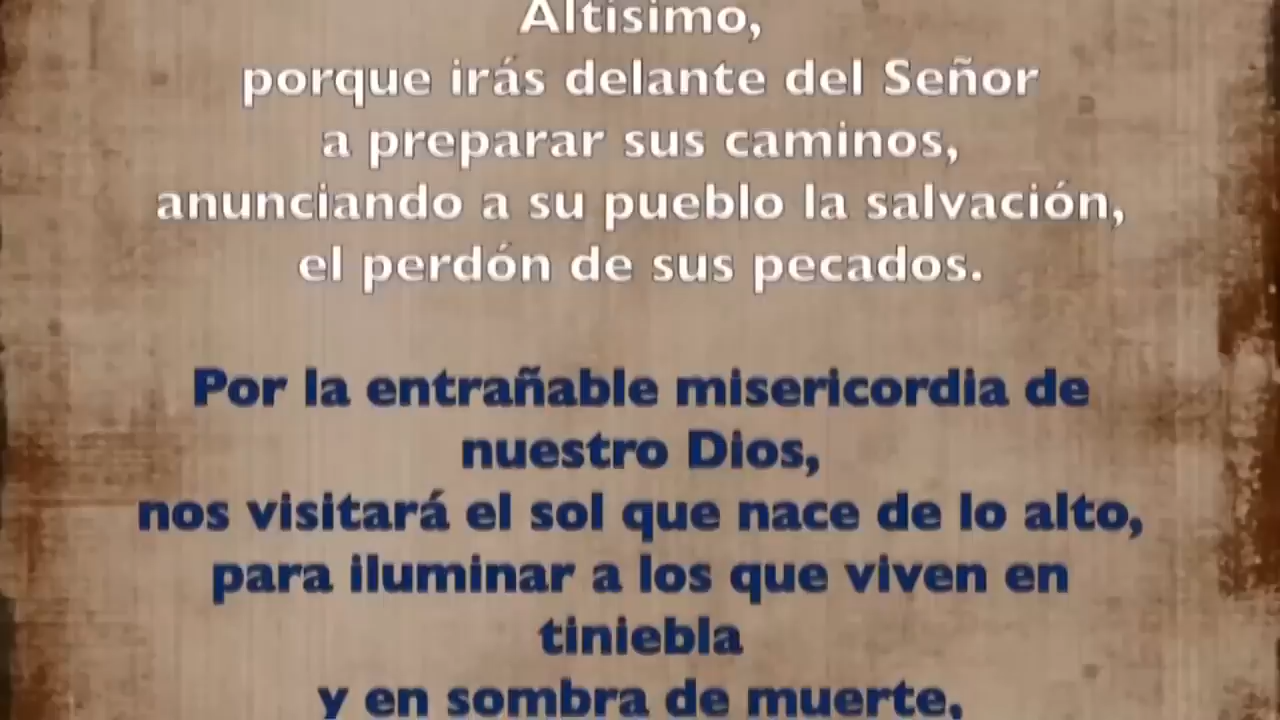 Altísimo,
porque irás delante del Señor
a preparar sus caminos,
anunciando a su pueblo la salvación,
el perdón de sus pecados.
Por la entrañable misericordia de
nuestro Dios,
nos visitará el sol que nace de lo alto,
para iluminar a los que viven en
tiniebla
y en sombra de muerte,